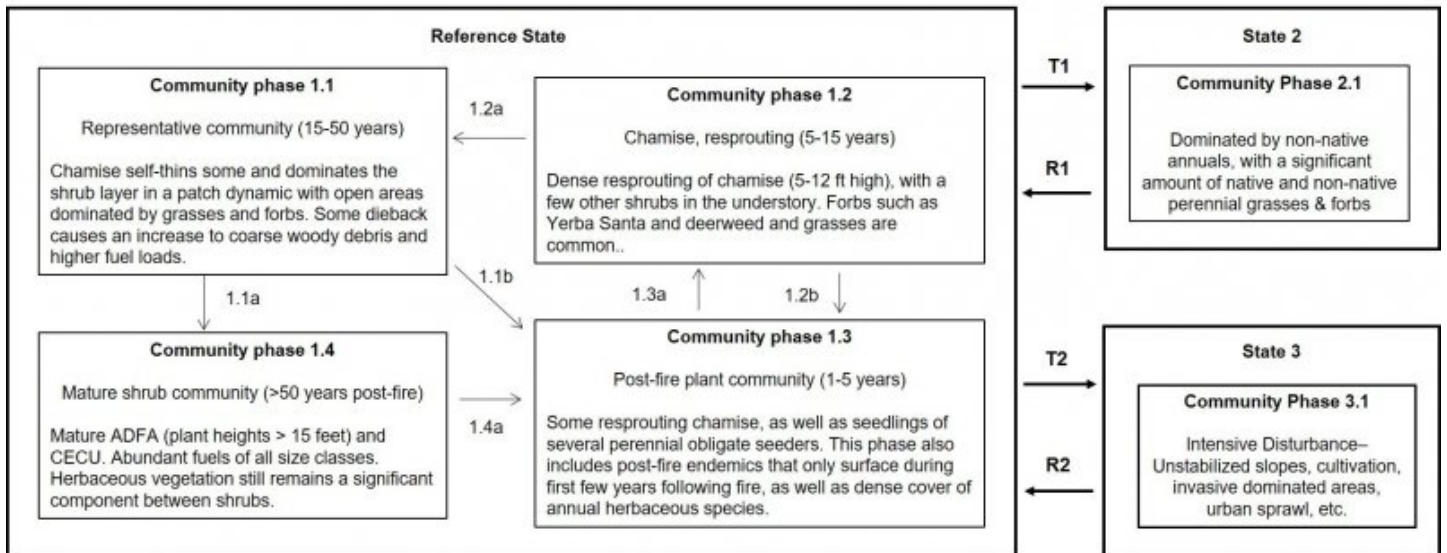 Reference State
Community phase 1.1
Representative community (15-50 years)
Chamise self-thins some and dominates the
shrub layer in a patch dynamic with open areas
dominated by grasses and forbs. Some dieback
causes an increase to coarse woody debris and
higher fuel loads.
1.2a
Community phase 1.2
Chamise, resprouting (5-15 years)
Dense resprouting of chamise (5-12 ft high), with a
few other shrubs in the understory. Forbs such as
Yerba Santa and deerweed and grasses are
common..
1.1a
1.1b
1.3a
1.2b
Community phase 1.4
Mature shrub community (>50 years post-fire)
Mature ADFA (plant heights > 15 feet) and
CECU. Abundant fuels of all size classes.
Herbaceous vegetation still remains a significant
component between shrubs.
1.4a
Community phase 1.3
Post-fire plant community (1-5 years)
Some resprouting chamise, as well as seedlings of
several perennial obligate seeders. This phase also
includes post-fire endemics that only surface during
first few years following fire, as well as dense cover of
annual herbaceous species.
T1
R1
State 2
Community Phase 2.1
Dominated by non-native
annuals, with a significant
amount of native and non-native
perennial grasses & forbs
T2
R2
State 3
Community Phase 3.1
Intensive Disturbance–
Unstabilized slopes, cultivation,
invasive dominated areas,
urban sprawl, etc.